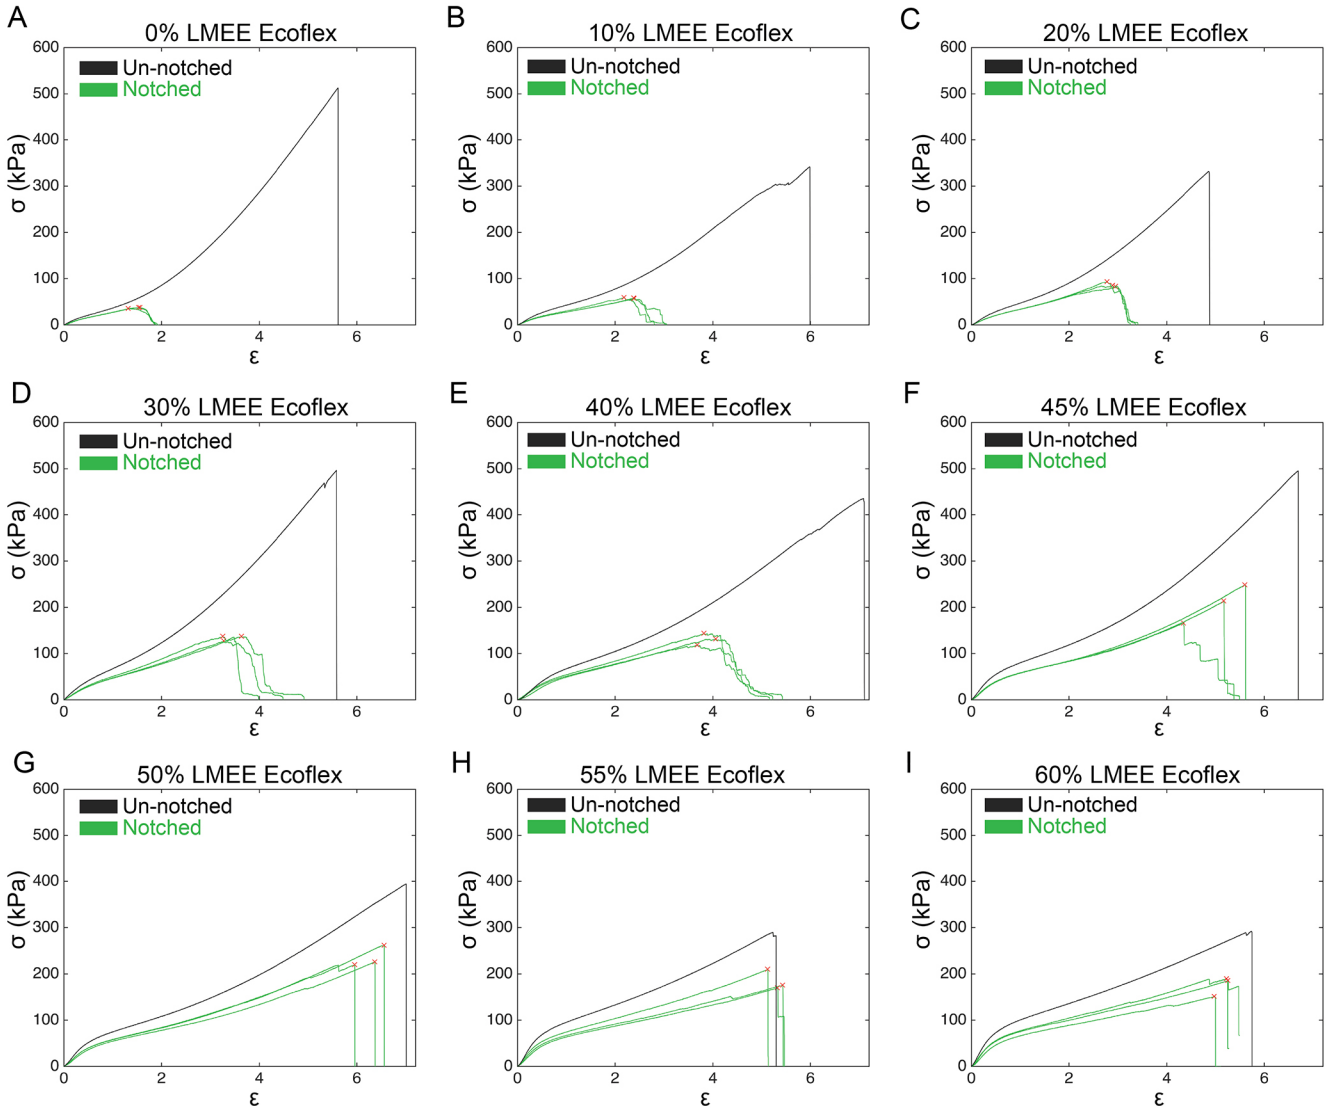 A
0% LMEE Ecoflex
Un-notched
Notched
600
500
400
300
200
100
0
σ (kPa)
0 2 4 6
ε
B
10% LMEE Ecoflex
Un-notched
Notched
600
500
400
300
200
100
0
σ (kPa)
0 2 4 6
ε
C
20% LMEE Ecoflex
Un-notched
Notched
600
500
400
300
200
100
0
σ (kPa)
0 2 4 6
ε
D
30% LMEE Ecoflex
Un-notched
Notched
600
500
400
300
200
100
0
σ (kPa)
0 2 4 6
ε
E
40% LMEE Ecoflex
Un-notched
Notched
600
500
400
300
200
100
0
σ (kPa)
0 2 4 6
ε
F
45% LMEE Ecoflex
Un-notched
Notched
600
500
400
300
200
100
0
σ (kPa)
0 2 4 6
ε
G
50% LMEE Ecoflex
Un-notched
Notched
600
500
400
300
200
100
0
σ (kPa)
0 2 4 6
ε
H
55% LMEE Ecoflex
Un-notched
Notched
600
500
400
300
200
100
0
σ (kPa)
0 2 4 6
ε
I
60% LMEE Ecoflex
Un-notched
Notched
600
500
400
300
200
100
0
σ (kPa)
0 2 4 6
ε